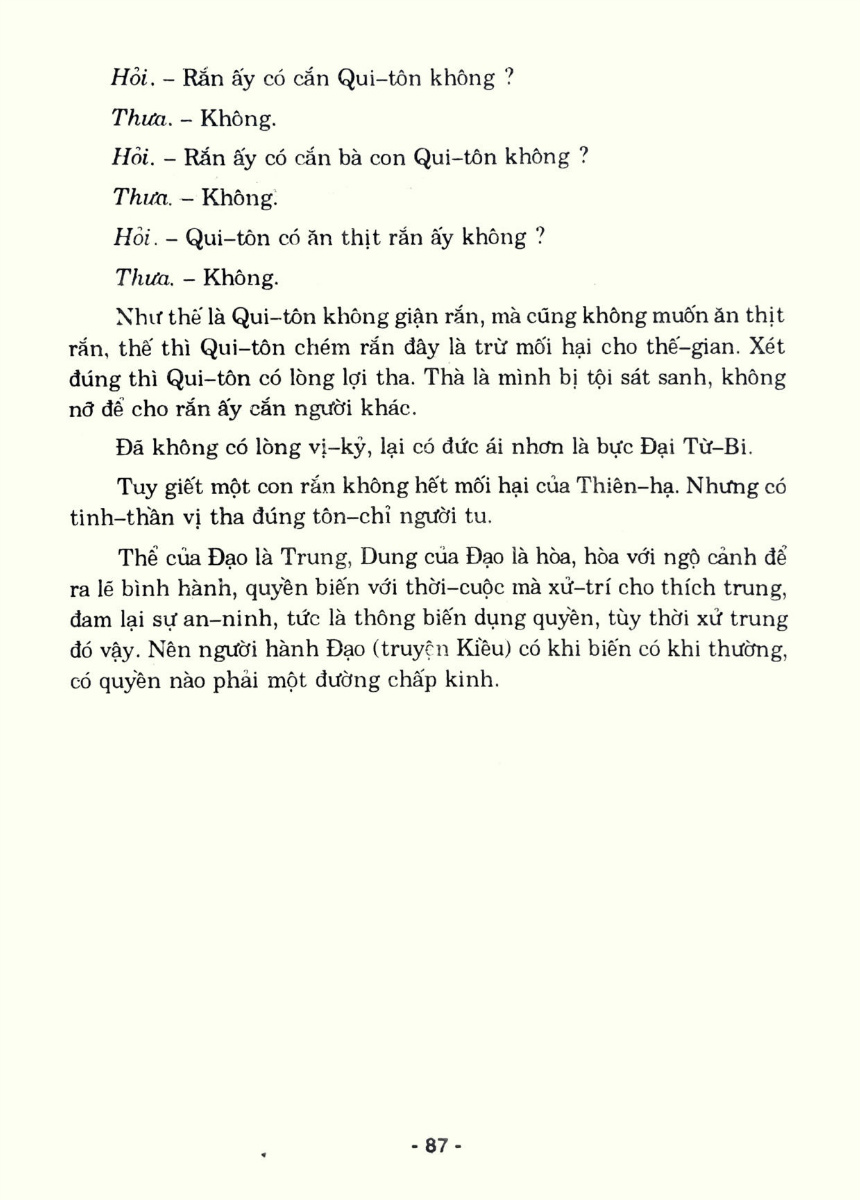 Hỏi. – Rắn ấy có cắn Qui–tôn không ?
Thưa. – Không.
Hỏi. – Rắn ấy có cắn bà con Qui–tôn không ?
Thưa. – Không.
Hỏi. – Qui–tôn có ăn thịt rắn ấy không ?
Thưa. – Không.
Như thế là Qui–tôn không giận rắn, mà cũng không muốn ăn thịt
rắn, thế thì Qui–tôn chém rắn đây là trừ mối hại cho thế–gian. Xét
đúng thì Qui–tôn có lòng lợi tha. Thà là mình bị tội sát sanh, không
nỡ để cho rắn ấy cắn người khác.
Đã không có lòng vị–kỷ, lại có đức ái nhơn là bực Đại Từ–Bi.
Tuy giết một con rắn không hết mối hại của Thiên–hạ. Nhưng có
tinh–thần vị tha đúng tôn–chỉ người tu.
Thể của Đạo là Trung, Dung của Đạo là hòa, hòa với ngộ cảnh để
ra lẽ bình hành, quyền biến với thời–cuộc mà xử–trí cho thích trung,
đam lại sự an–ninh, tức là thông biến dụng quyền, tùy thời xử trung
đó vậy. Nên người hành Đạo (truyện Kiều) có khi biến có khi thường,
có quyền nào phải một đường chấp kinh.
- 87 -